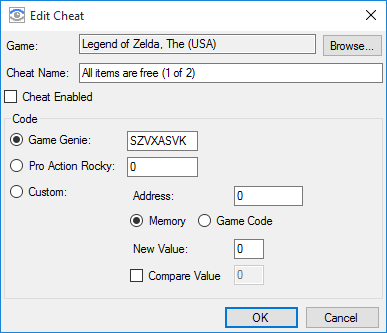 Edit Cheat
Game: Legend of Zelda, The (USA) Browse...
Cheat Name: All items are free (1 of 2)
Cheat Enabled
Code
Game Genie: SZVXASVK
Pro Action Rocky: 0
Custom: Address: 0
Memory Game Code
New Value: 0
Compare Value 0
OK Cancel